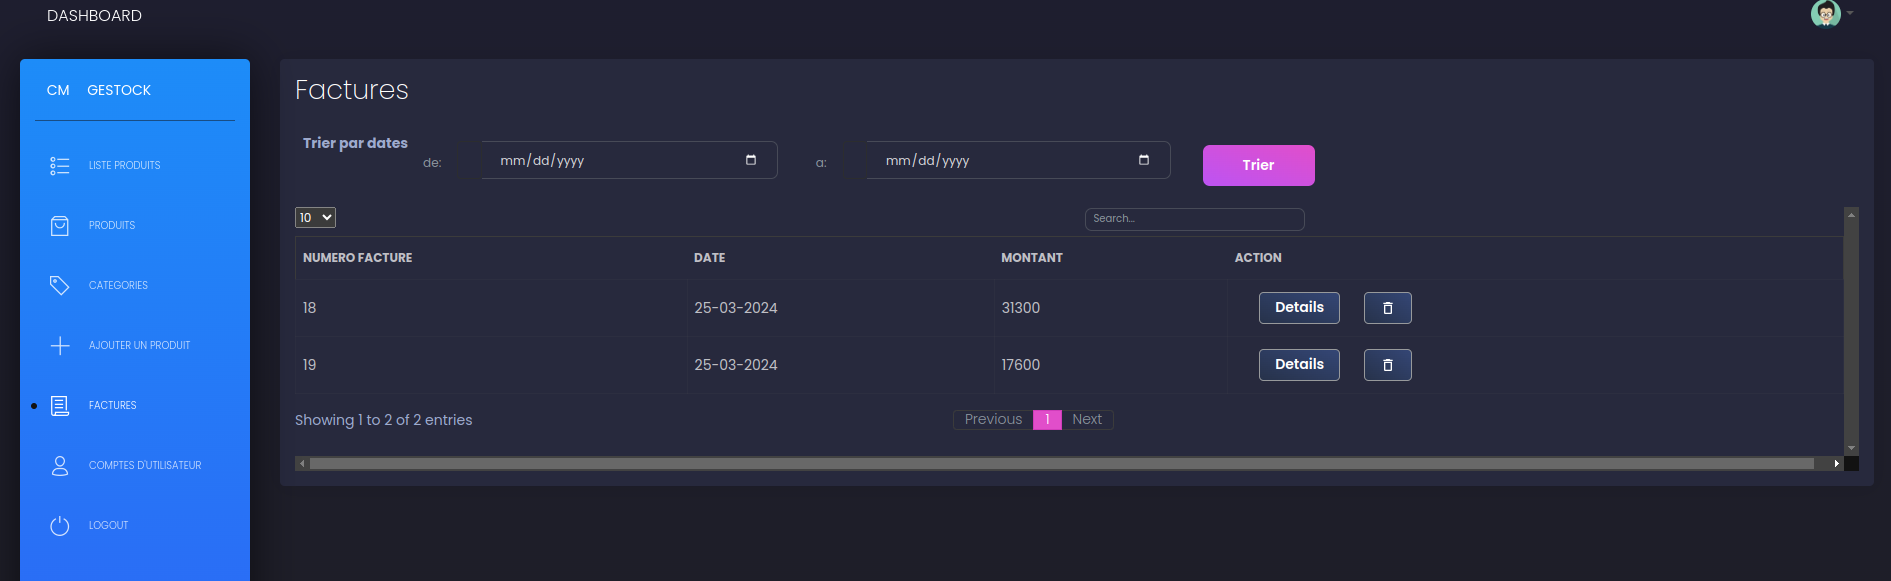 DASHBOARD
CM GESTOCK
LISTE PRODUITS
PRODUITS
CATEGORIES
AJOUTER UN PRODUIT
FACTURES
COMPTES D'UTILISATEUR
LOGOUT
Factures
Trier par dates
de: mm/dd/yyyy a: mm/dd/yyyy Trier
10 Search...
NUMERO FACTURE DATE MONTANT ACTION
18 25-03-2024 31300 Details
19 25-03-2024 17600 Details
Showing 1 to 2 of 2 entries Previous 1 Next